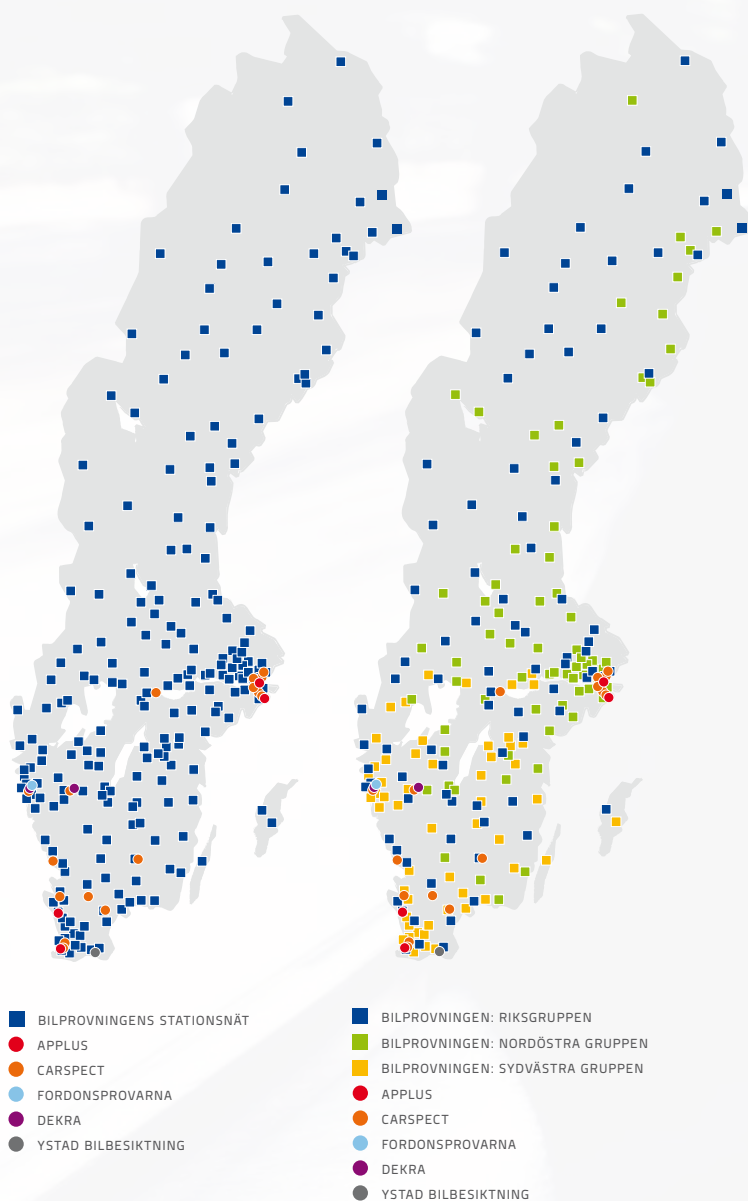 BILPROVNINGENS STATIONSNÄT
APPLUS
CARSPECT
FORDONSPROVARNA
DEKRA
YSTAD BILBESIKTNING
BILPROVNINGEN: RIKSGRUPPEN
BILPROVNINGEN: NORDÖSTRA GRUPPEN
BILPROVNINGEN: SYDVÄSTRA GRUPPEN
APPLUS
CARSPECT
FORDONSPROVARNA
DEKRA
YSTAD BILBESIKTNING